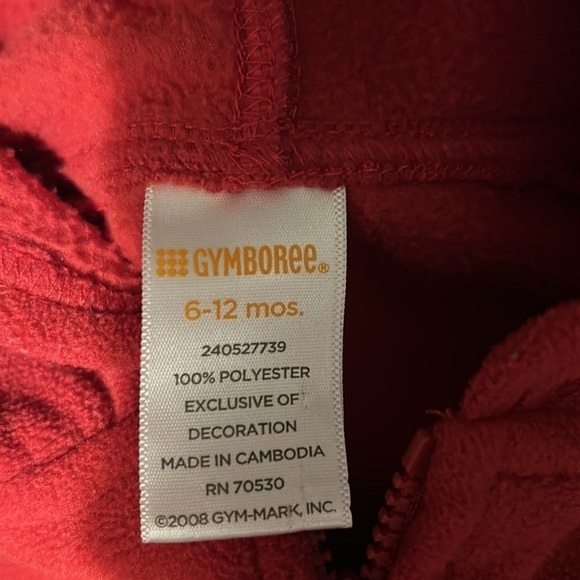 GYMBOREE®
6-12 mos.
240527739
100% POLYESTER
EXCLUSIVE OF
DECORATION
MADE IN CAMBODIA
RN 70530
©2008 GYM-MARK, INC.